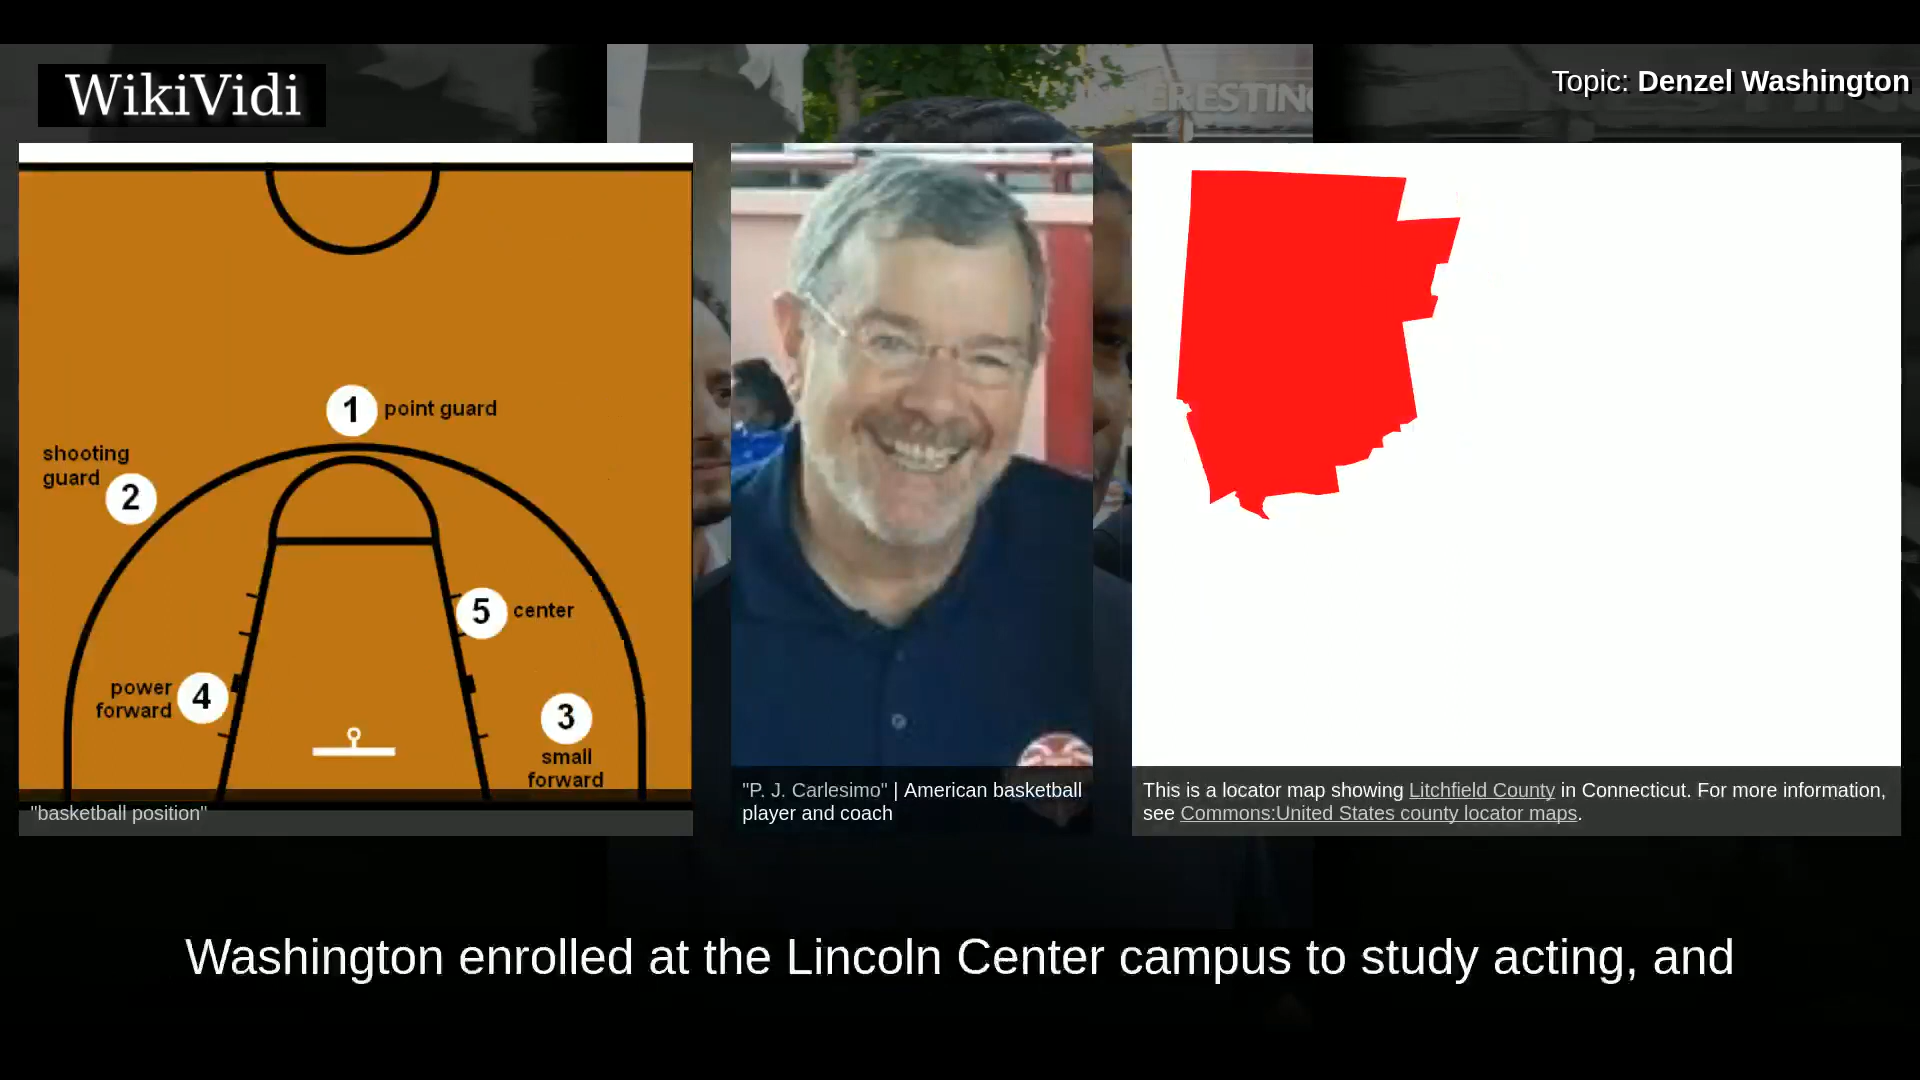 WikiVidi
Topic: Denzel Washington
1 point guard
shooting
guard
2
5 center
power
forward
4
3
small
forward
"basketball position"
"P. J. Carlesimo" | American basketball
player and coach
This is a locator map showing Litchfield County in Connecticut. For more information,
see Commons:United States county locator maps.
Washington enrolled at the Lincoln Center campus to study acting, and